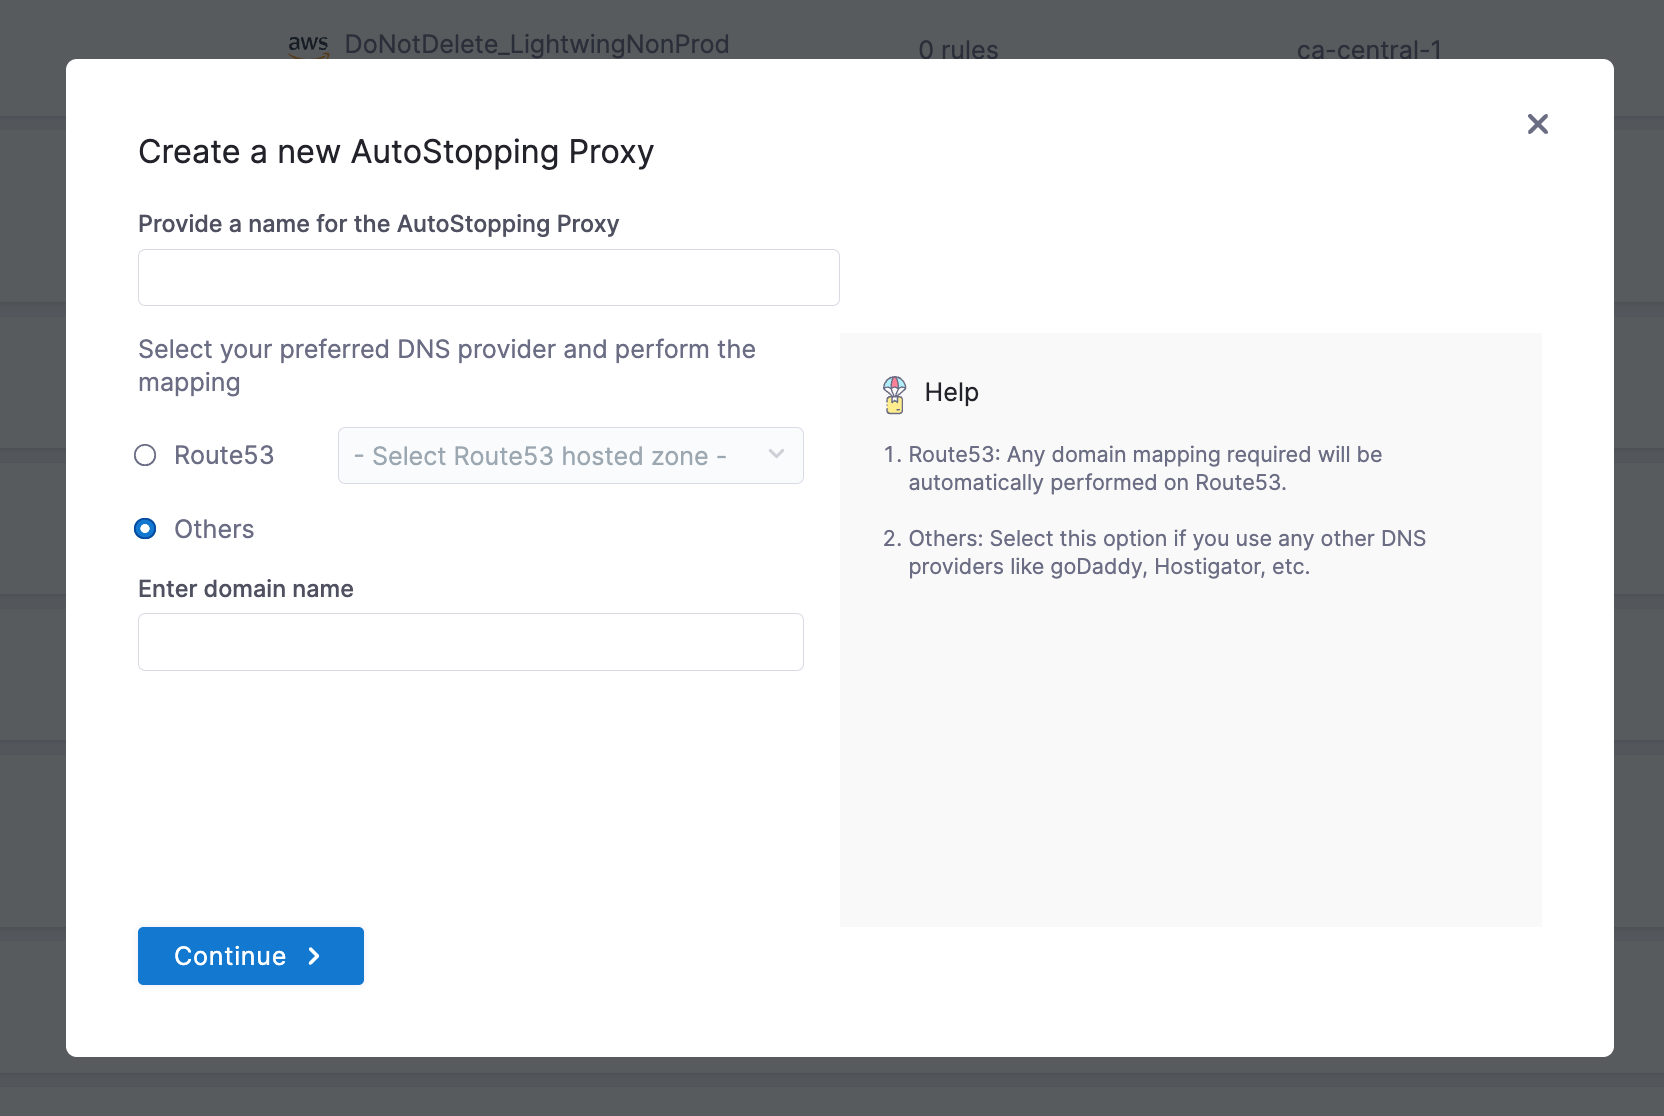 aws DoNotDelete_LightwingNonProd 0 rules ca-central-1
Create a new AutoStopping Proxy
Provide a name for the AutoStopping Proxy
Select your preferred DNS provider and perform the
mapping
Route53 - Select Route53 hosted zone -
Others
Enter domain name
Help
1. Route53: Any domain mapping required will be
automatically performed on Route53.
2. Others: Select this option if you use any other DNS
providers like goDaddy, Hostigator, etc.
Continue